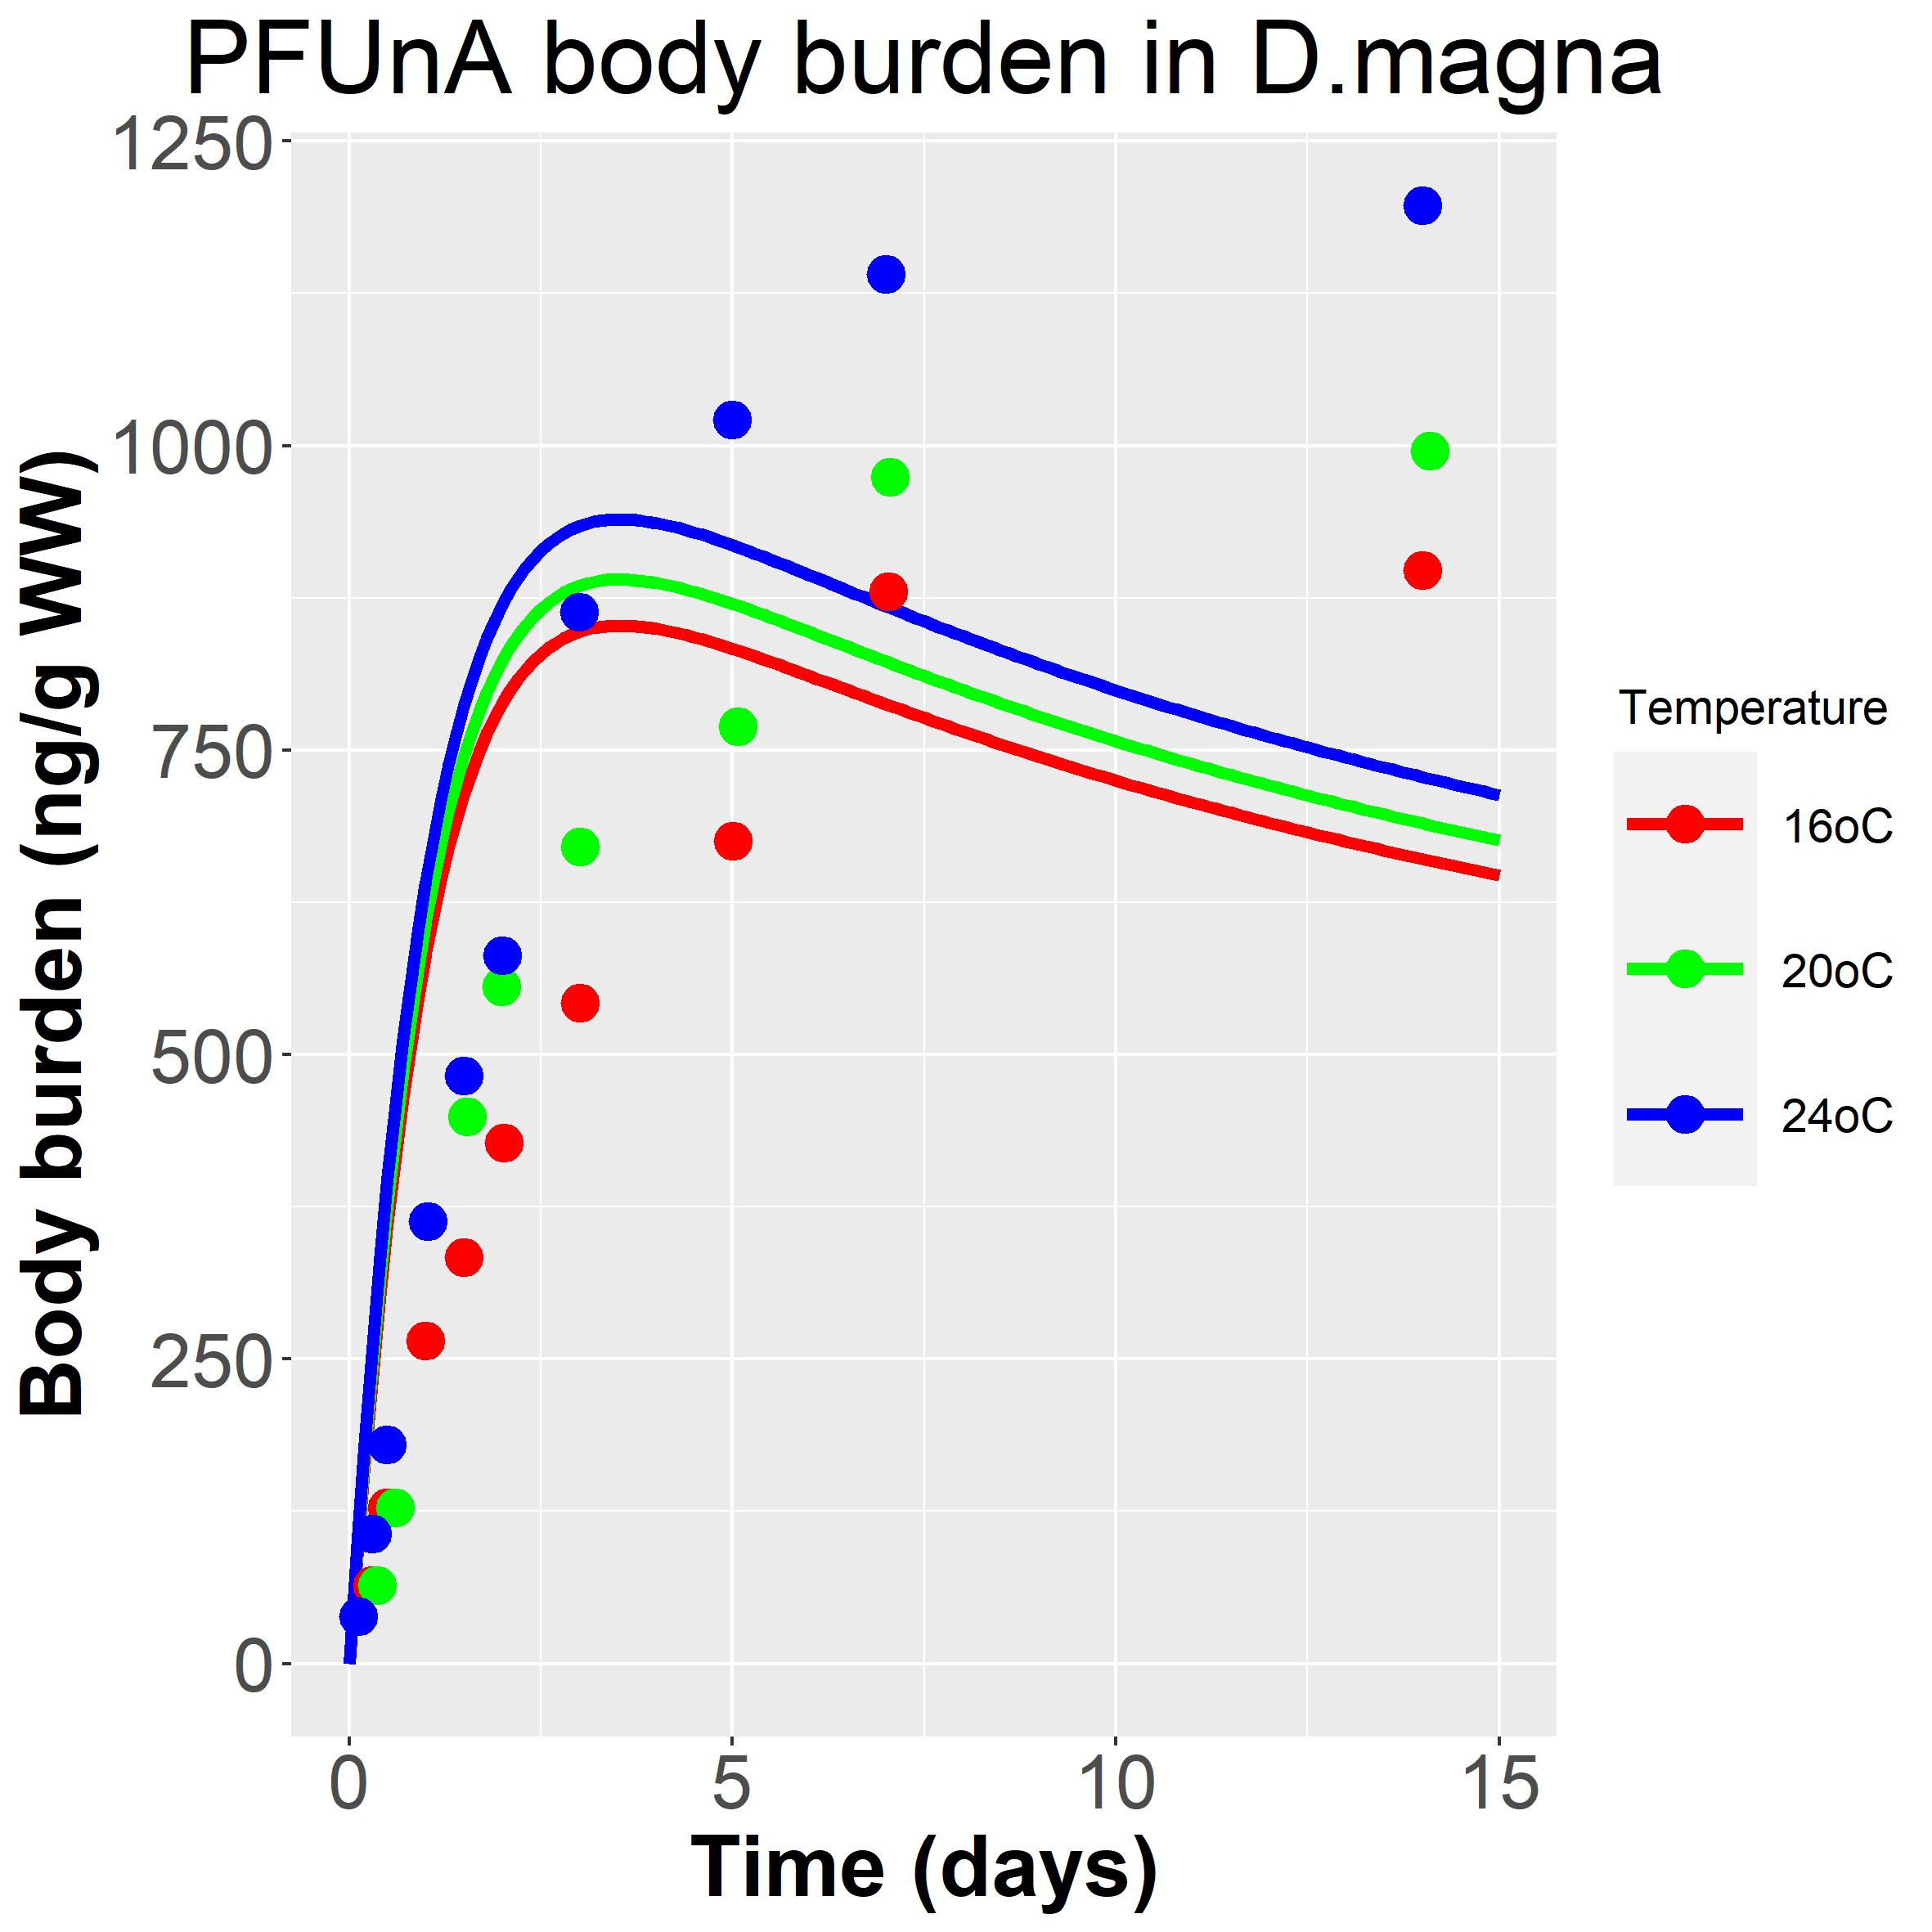 PFUnA body burden in D.magna
1250
1000
750
500
250
0
Body burden (ng/g WW)
0 5 10 15
Time (days)
Temperature
16oC
20oC
24oC